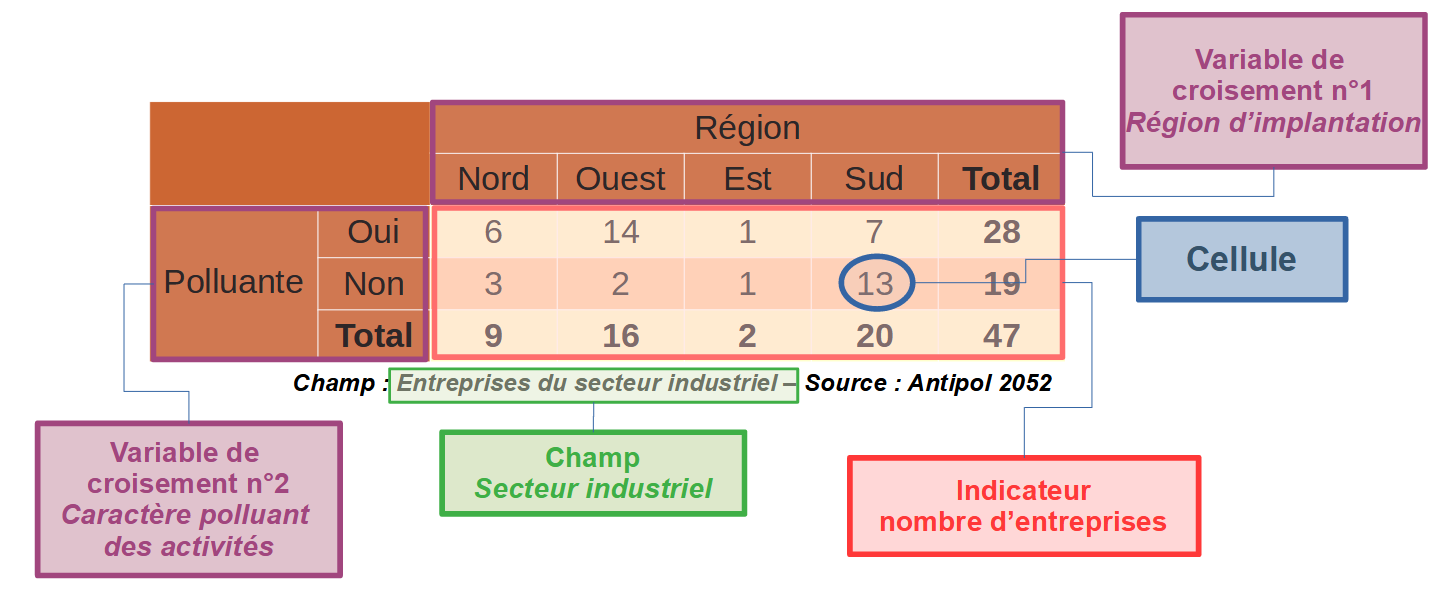 Variable de
croisement n°1
Région d’implantation
Région
Nord Ouest Est Sud Total
Polluante
Oui 6 14 1 7 28
Non 3 2 1 13 19
Total 9 16 2 20 47
Cellule
Champ : Entreprises du secteur industriel – Source : Antipol 2052
Variable de
croisement n°2
Caractère polluant
des activités
Champ
Secteur industriel
Indicateur
nombre d’entreprises